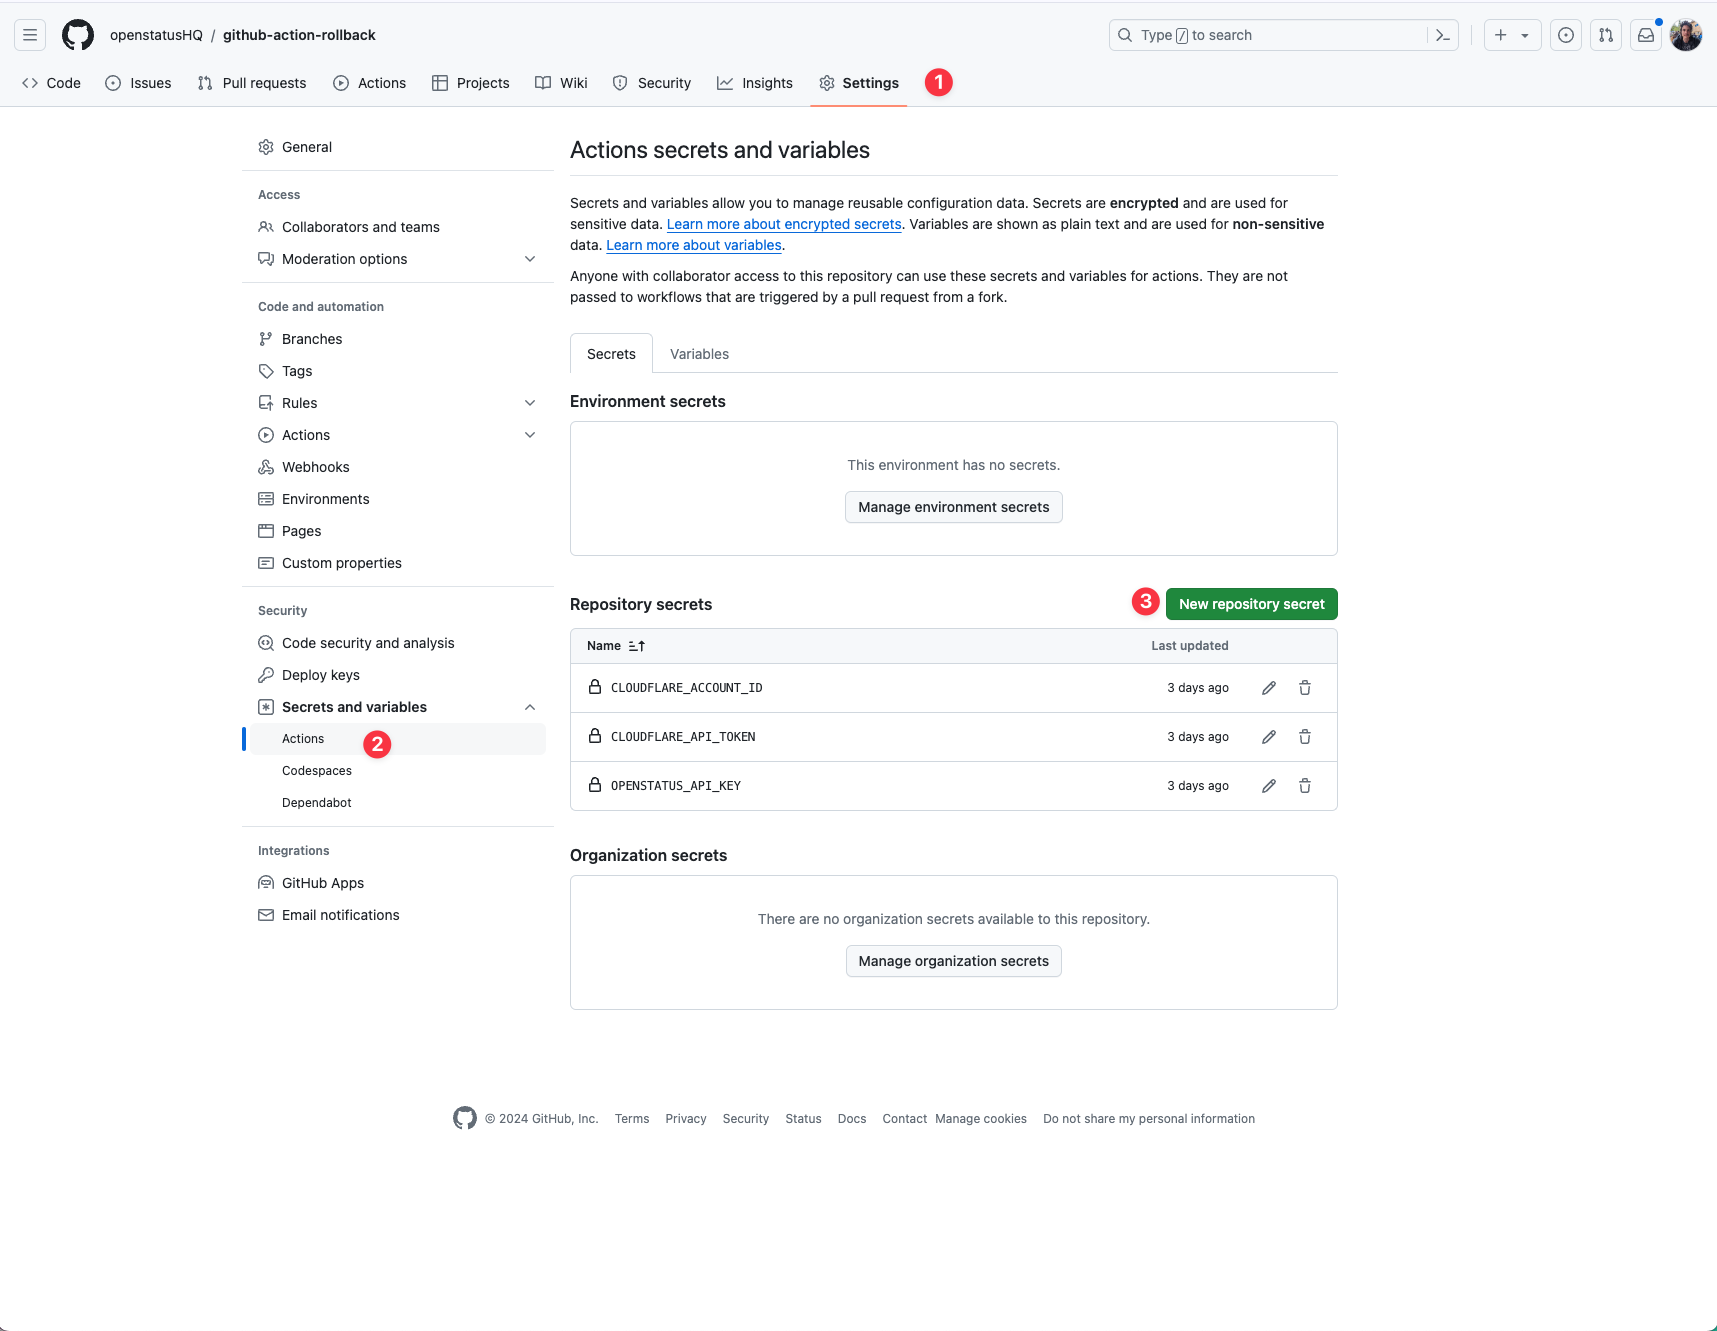 openstatusHQ / github-action-rollback
Type / to search
Code Issues Pull requests Actions Projects Wiki Security Insights Settings 1
General
Access
Collaborators and teams
Moderation options
Code and automation
Branches
Tags
Rules
Actions
Webhooks
Environments
Pages
Custom properties
Security
Code security and analysis
Deploy keys
Secrets and variables
Actions 2
Codespaces
Dependabot
Integrations
GitHub Apps
Email notifications
Actions secrets and variables
Secrets and variables allow you to manage reusable configuration data. Secrets are encrypted and are used for
sensitive data. Learn more about encrypted secrets. Variables are shown as plain text and are used for non-sensitive
data. Learn more about variables.
Anyone with collaborator access to this repository can use these secrets and variables for actions. They are not
passed to workflows that are triggered by a pull request from a fork.
Secrets Variables
Environment secrets
This environment has no secrets.
Manage environment secrets
Repository secrets 3 New repository secret
Name Last updated
CLOUDFLARE_ACCOUNT_ID 3 days ago
CLOUDFLARE_API_TOKEN 3 days ago
OPENSTATUS_API_KEY 3 days ago
Organization secrets
There are no organization secrets available to this repository.
Manage organization secrets
© 2024 GitHub, Inc. Terms Privacy Security Status Docs Contact Manage cookies Do not share my personal information